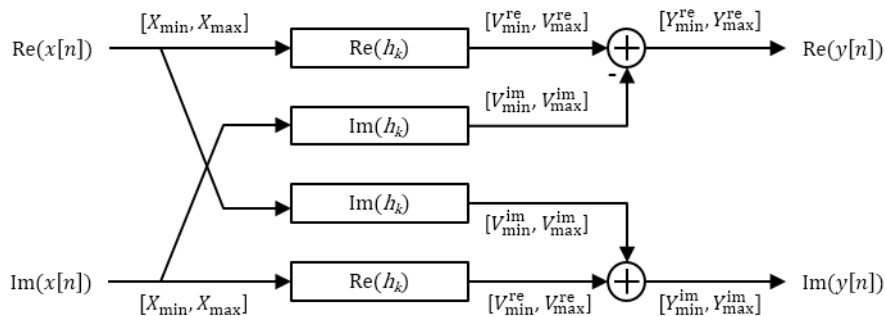 [X_min, X_max]
[V_min^re, V_max^re]
[Y_min^re, Y_max^re]
Re(x[n])
Re(h_k)
+
Re(y[n])
-
[V_min^im, V_max^im]
Im(h_k)
Im(h_k)
[V_min^im, V_max^im]
Im(x[n])
Re(h_k)
+
Im(y[n])
[X_min, X_max]
[V_min^re, V_max^re]
[Y_min^im, Y_max^im]